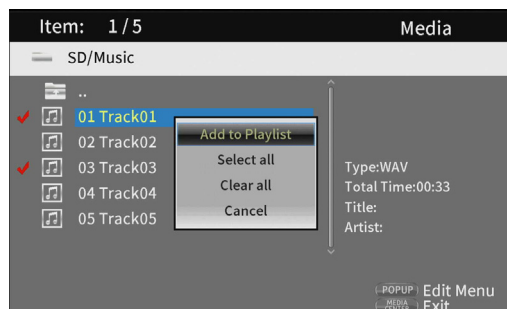 Item: 1/5 Media
SD/Music
..
01 Track01
02 Track02
03 Track03
04 Track04
05 Track05
Add to Playlist
Select all
Clear all
Cancel
Type:WAV
Total Time:00:33
Title:
Artist:
POPUP Edit Menu
MEDIA CENTER Exit